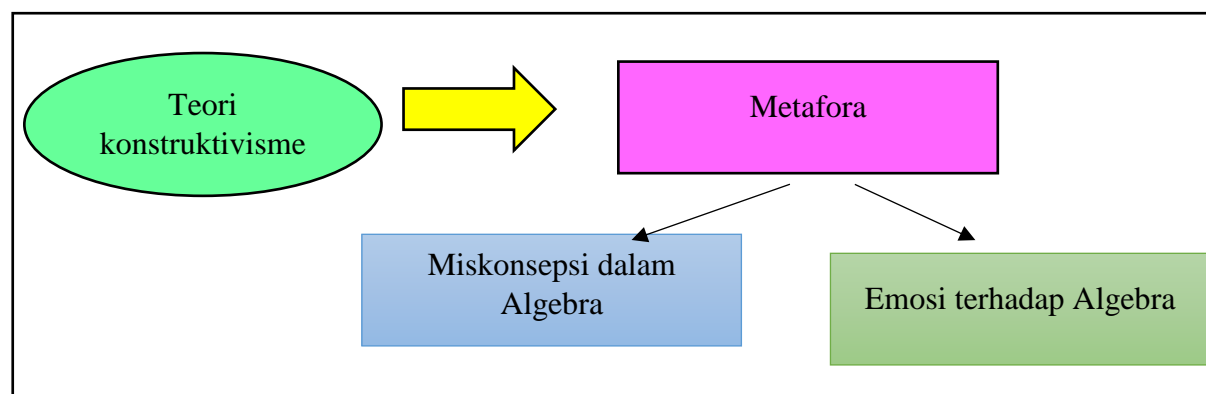 Teori
konstruktivisme
Metafora
Miskonsepsi dalam
Algebra
Emosi terhadap Algebra